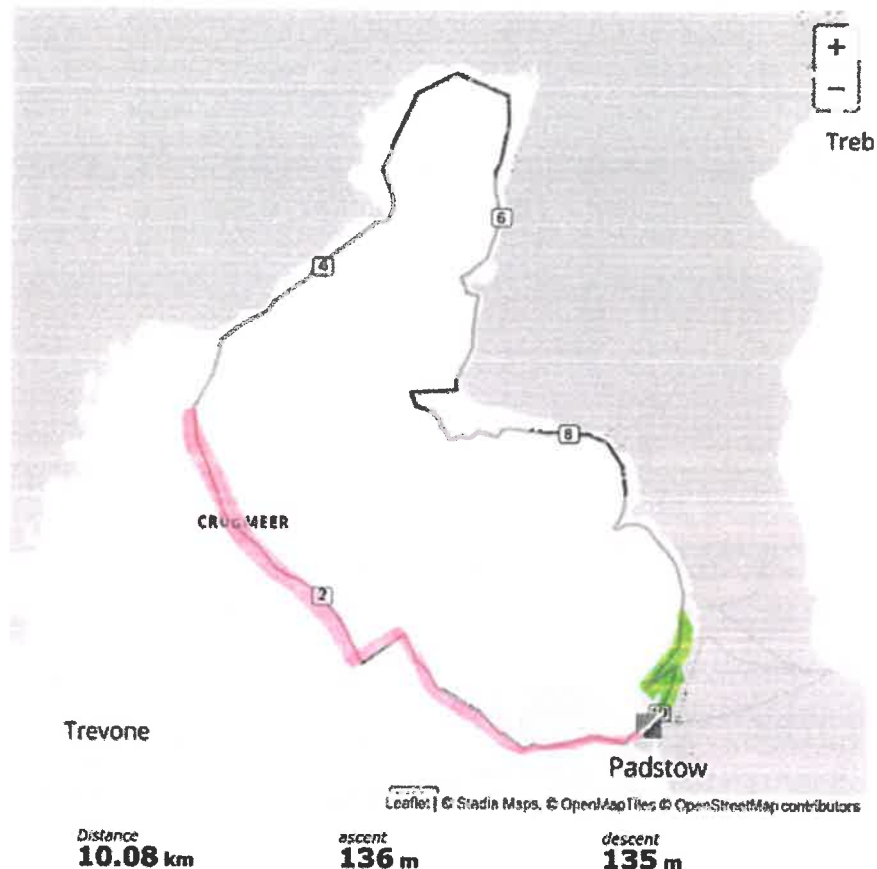 +
−
Treb
6
4
8
CRUGMEER
2
10
Trevone
Padstow
Leaflet | © Stadia Maps, © OpenMapTiles © OpenStreetMap contributors
Distance ascent descent
10.08 km 136 m 135 m